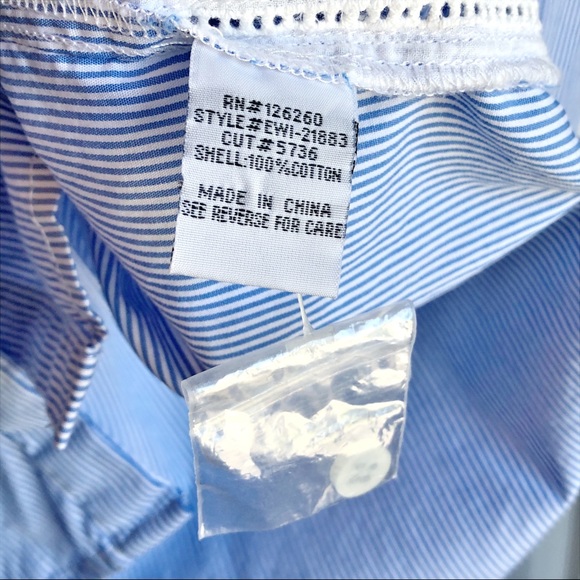 RN#126260
STYLE#EWI-21883
CUT#5736
SHELL:100%COTTON
MADE IN CHINA
SEE REVERSE FOR CARE